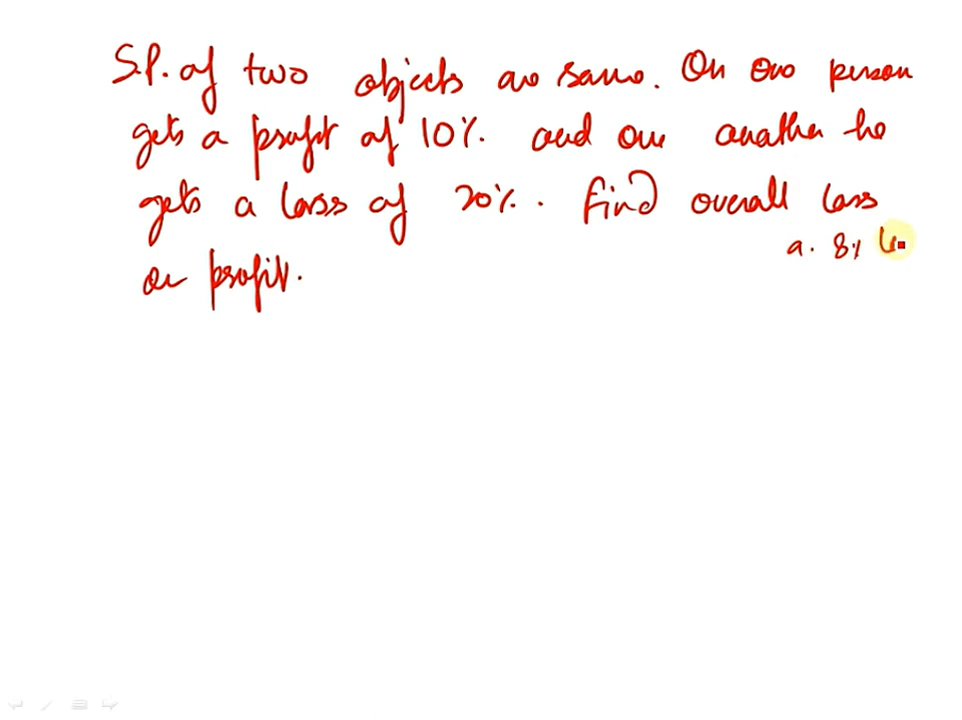 S.P. of two objects are same. On one person
gets a profit of 10% and on another he
gets a loss of 20%. Find overall loss
a. 8%
or profit.